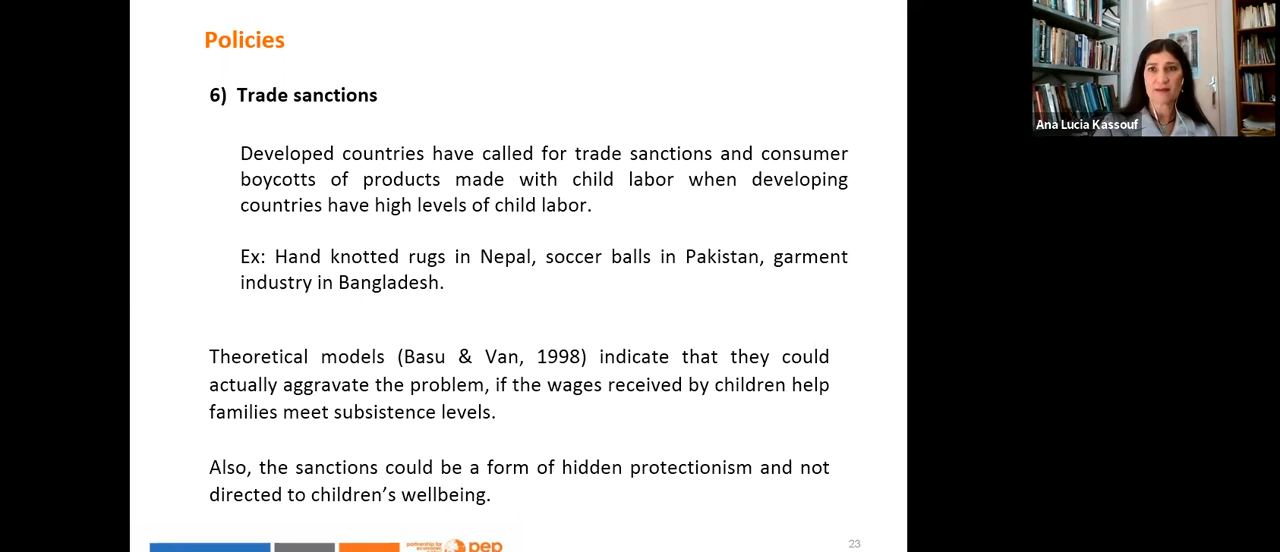 Policies
6) Trade sanctions
Developed countries have called for trade sanctions and consumer
boycotts of products made with child labor when developing
countries have high levels of child labor.
Ex: Hand knotted rugs in Nepal, soccer balls in Pakistan, garment
industry in Bangladesh.
Theoretical models (Basu & Van, 1998) indicate that they could
actually aggravate the problem, if the wages received by children help
families meet subsistence levels.
Also, the sanctions could be a form of hidden protectionism and not
directed to children's wellbeing.
partnership for
economic
pep
23
Ana Lucia Kassouf